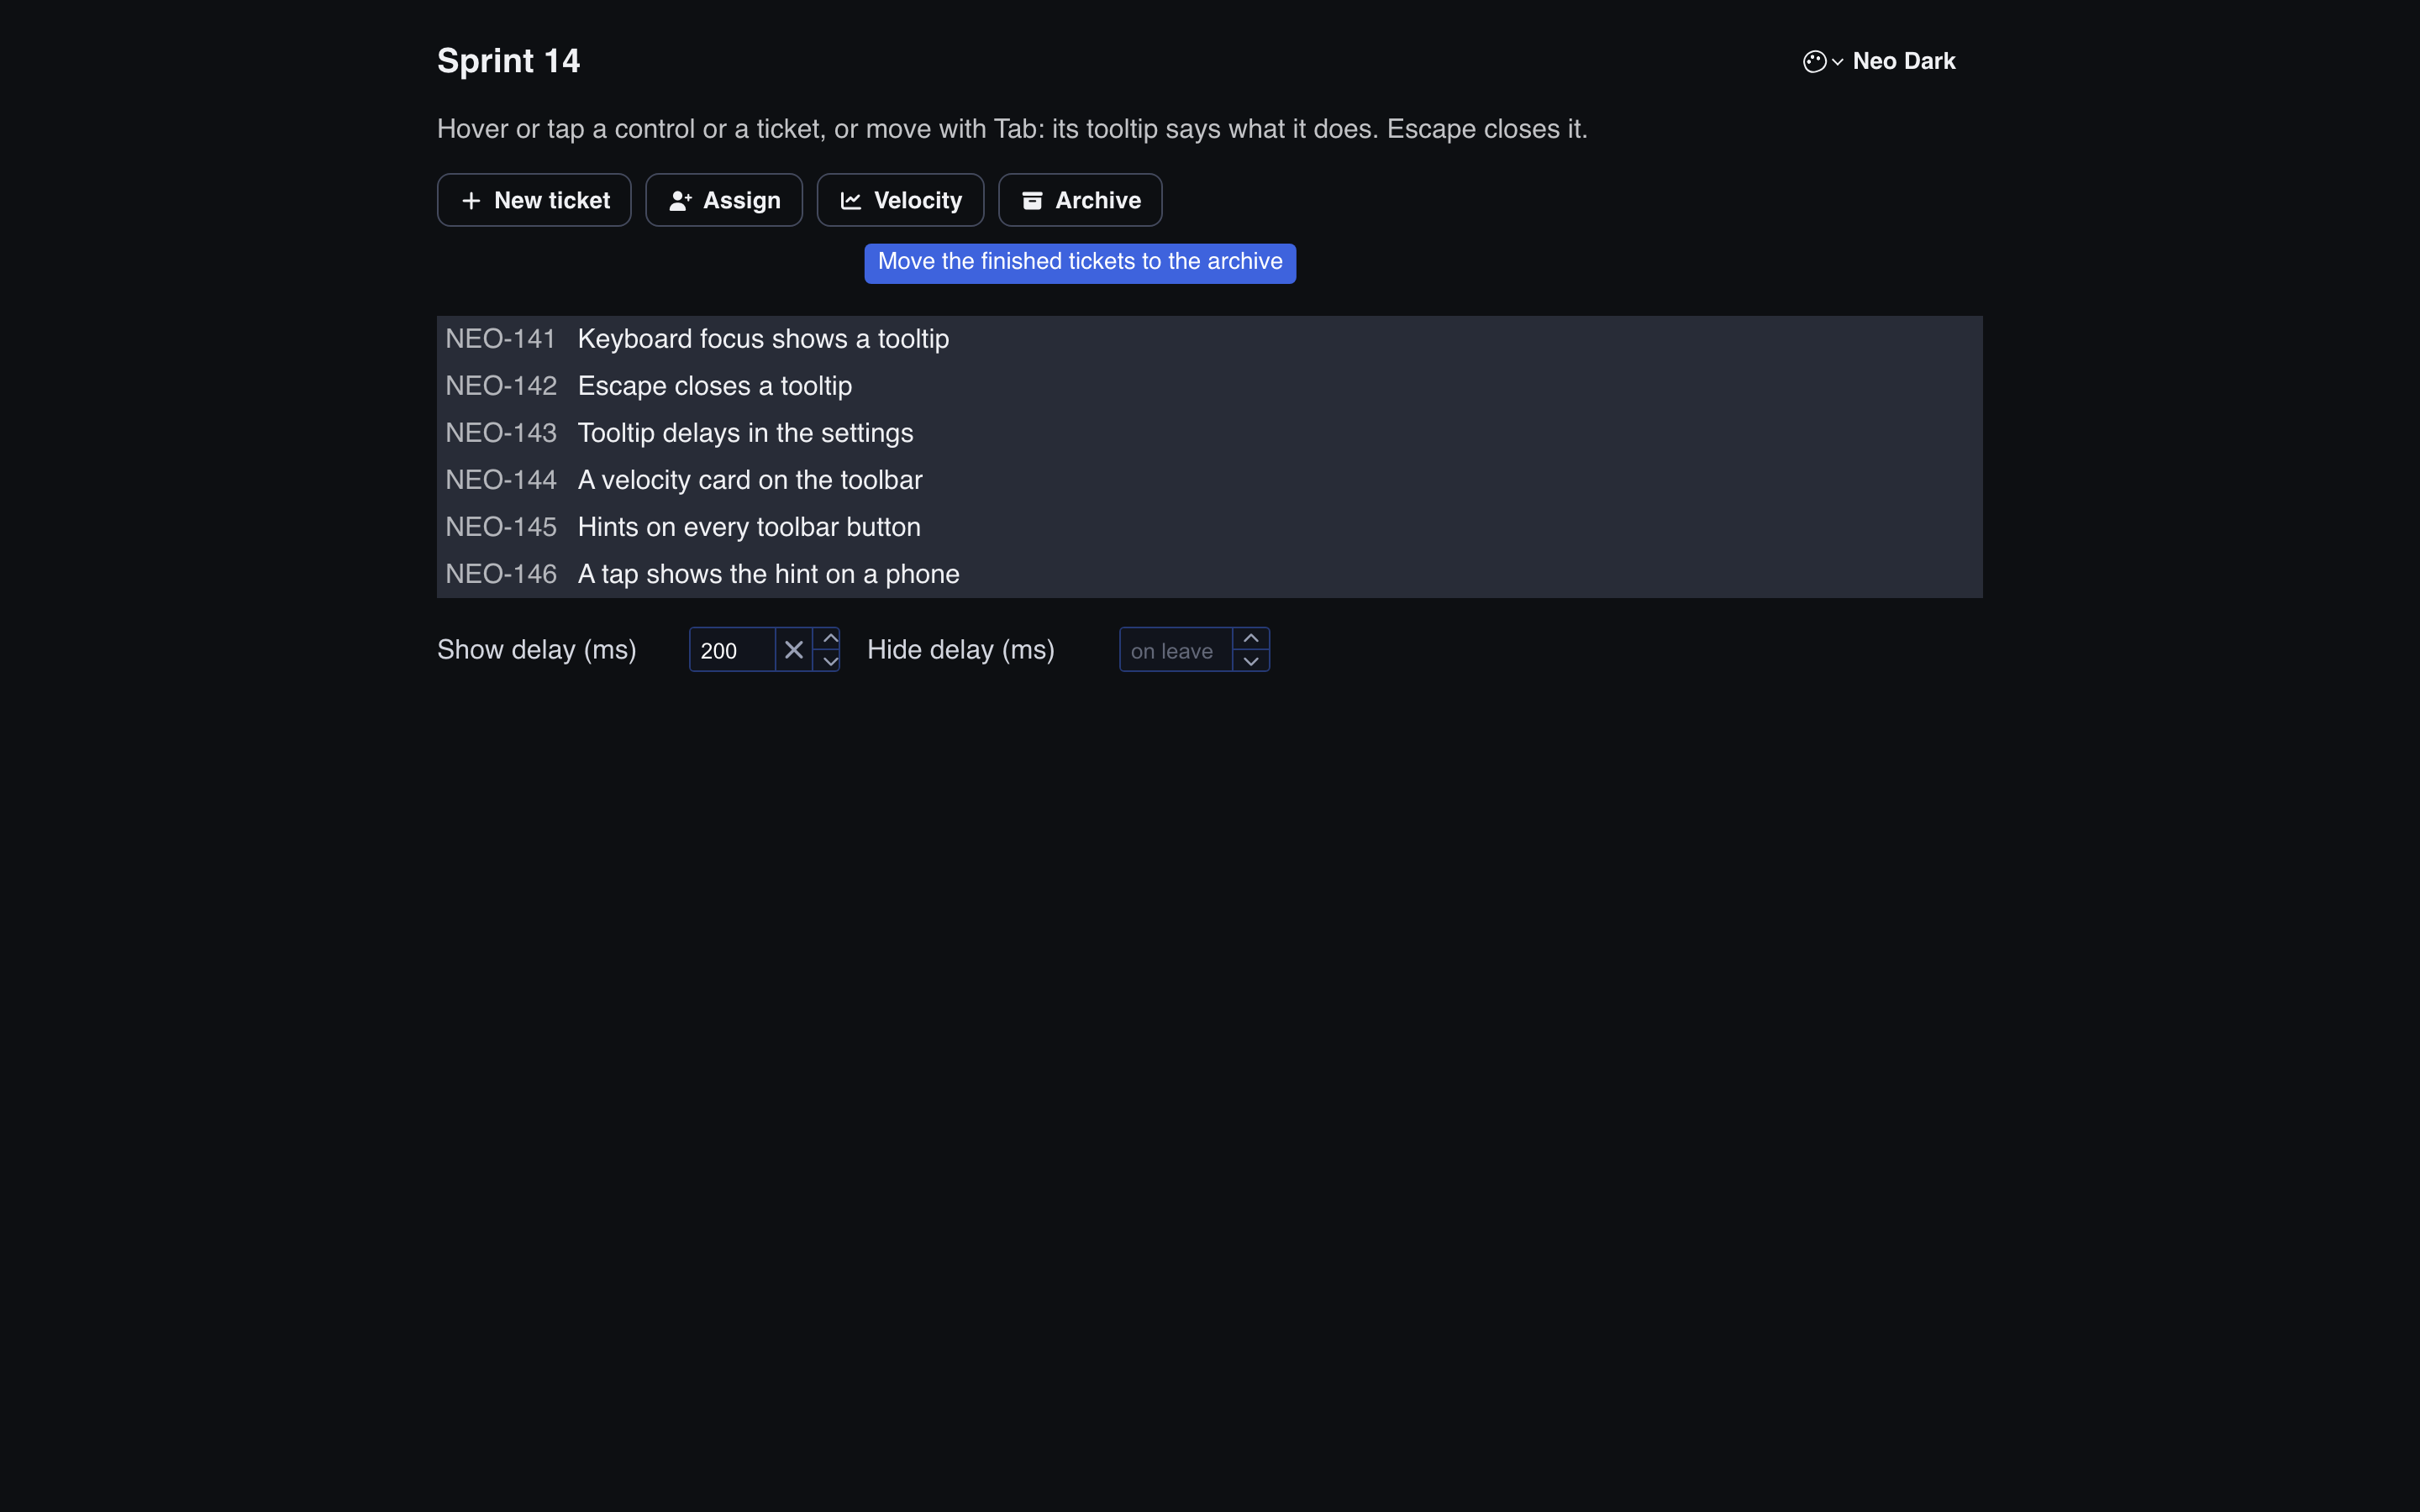 Sprint 14
Neo Dark
Hover or tap a control or a ticket, or move with Tab: its tooltip says what it does. Escape closes it.
New ticket
Assign
Velocity
Archive
Move the finished tickets to the archive
NEO-141 Keyboard focus shows a tooltip
NEO-142 Escape closes a tooltip
NEO-143 Tooltip delays in the settings
NEO-144 A velocity card on the toolbar
NEO-145 Hints on every toolbar button
NEO-146 A tap shows the hint on a phone
Show delay (ms) 200 Hide delay (ms) on leave